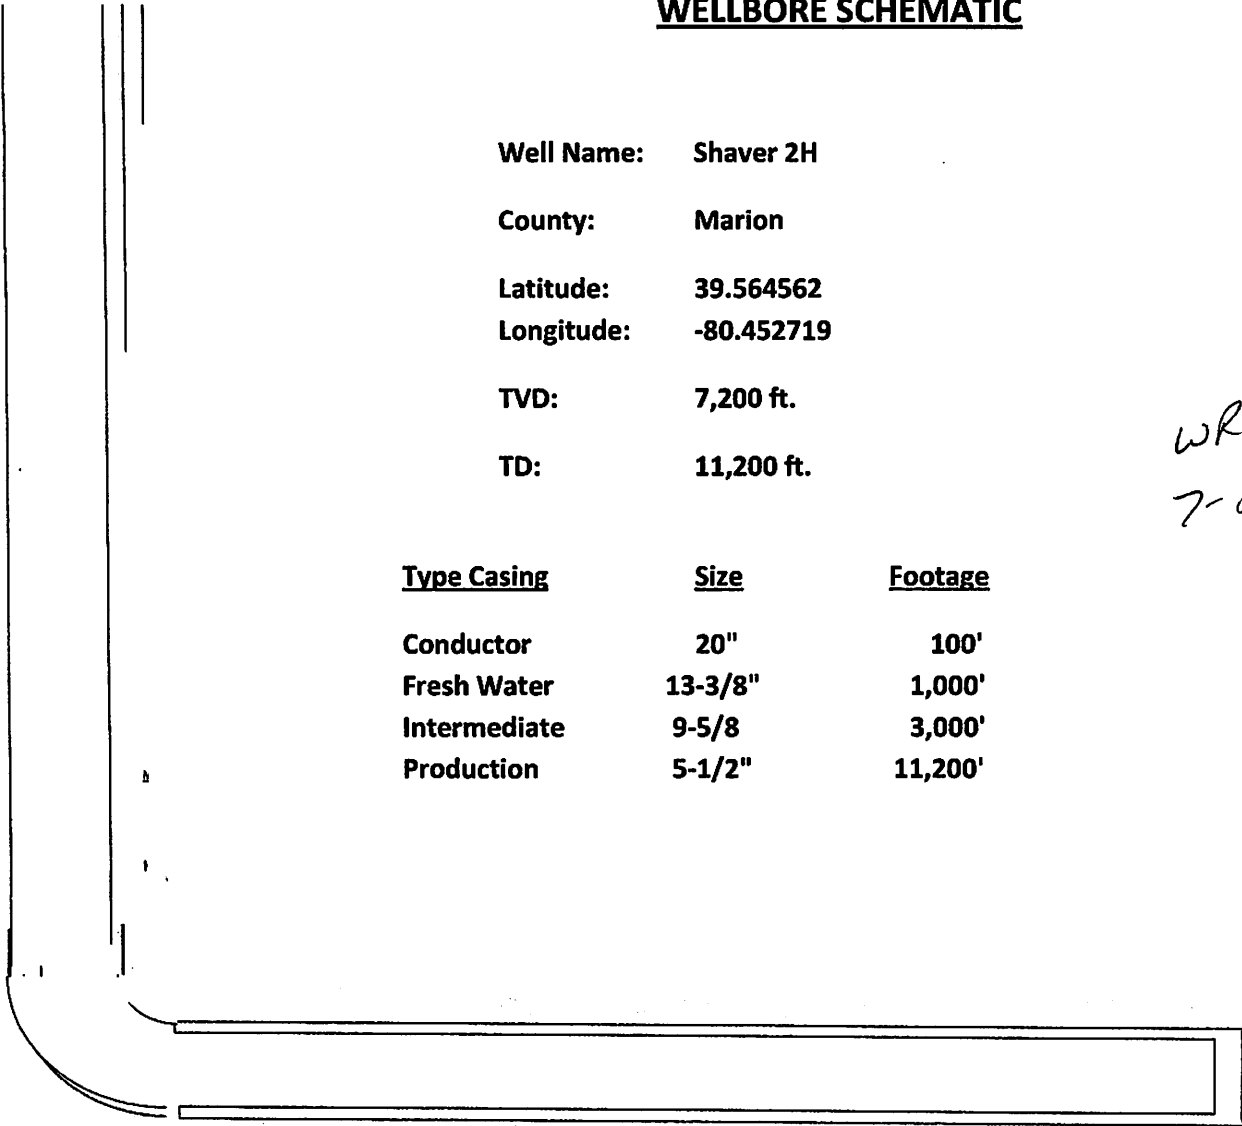 WELLBORE SCHEMATIC
Well Name: Shaver 2H
County: Marion
Latitude: 39.564562
Longitude: -80.452719
TVD: 7,200 ft.
TD: 11,200 ft.
WR
7-
Type Casing Size Footage
Conductor 20" 100'
Fresh Water 13-3/8" 1,000'
Intermediate 9-5/8 3,000'
Production 5-1/2" 11,200'